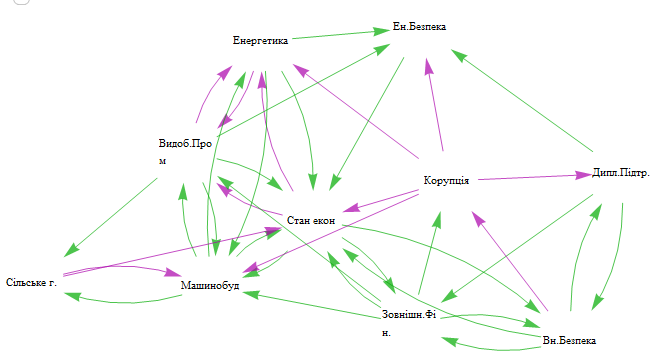 Ен.Безпека
Енергетика
Видоб.Про
м
Корупція
Дипл.Підтр.
Стан екон
Сільське г.
Машинобуд
Зовнішн.Фі
н.
Вн.Безпека